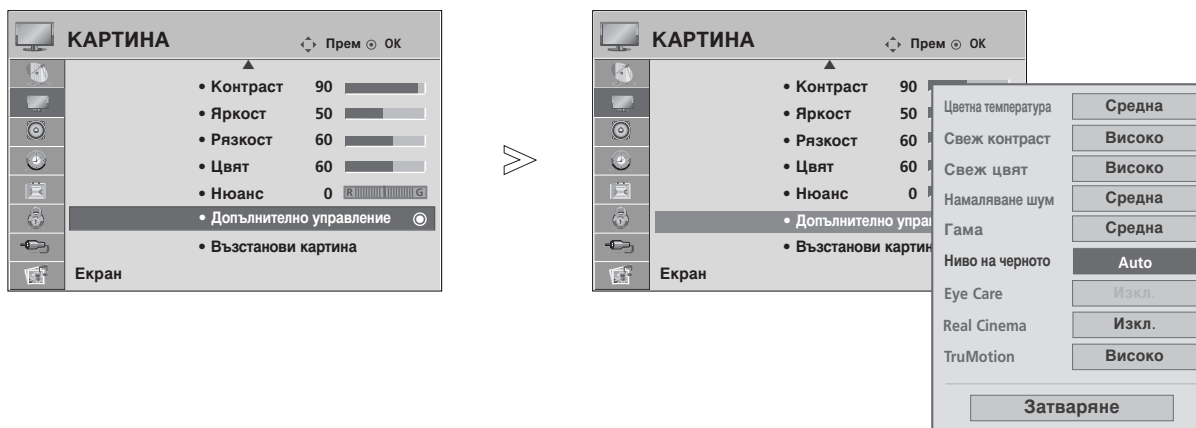 КАРТИНА Прем OK
• Контраст 90
• Яркост 50
• Рязкост 60
• Цвят 60
• Нюанс 0 R G
• Допълнително управление
• Възстанови картина
Екран
КАРТИНА Прем OK
• Контраст 90
• Яркост 50
• Рязкост 60
• Цвят 60
• Нюанс 0
• Допълнително упра
• Възстанови картин
Екран
Цветна температура Средна
Свеж контраст Високо
Свеж цвят Високо
Намаляване шум Средна
Гама Средна
Ниво на черното Auto
Eye Care Изкл.
Real Cinema Изкл.
TruMotion Високо
Затваряне